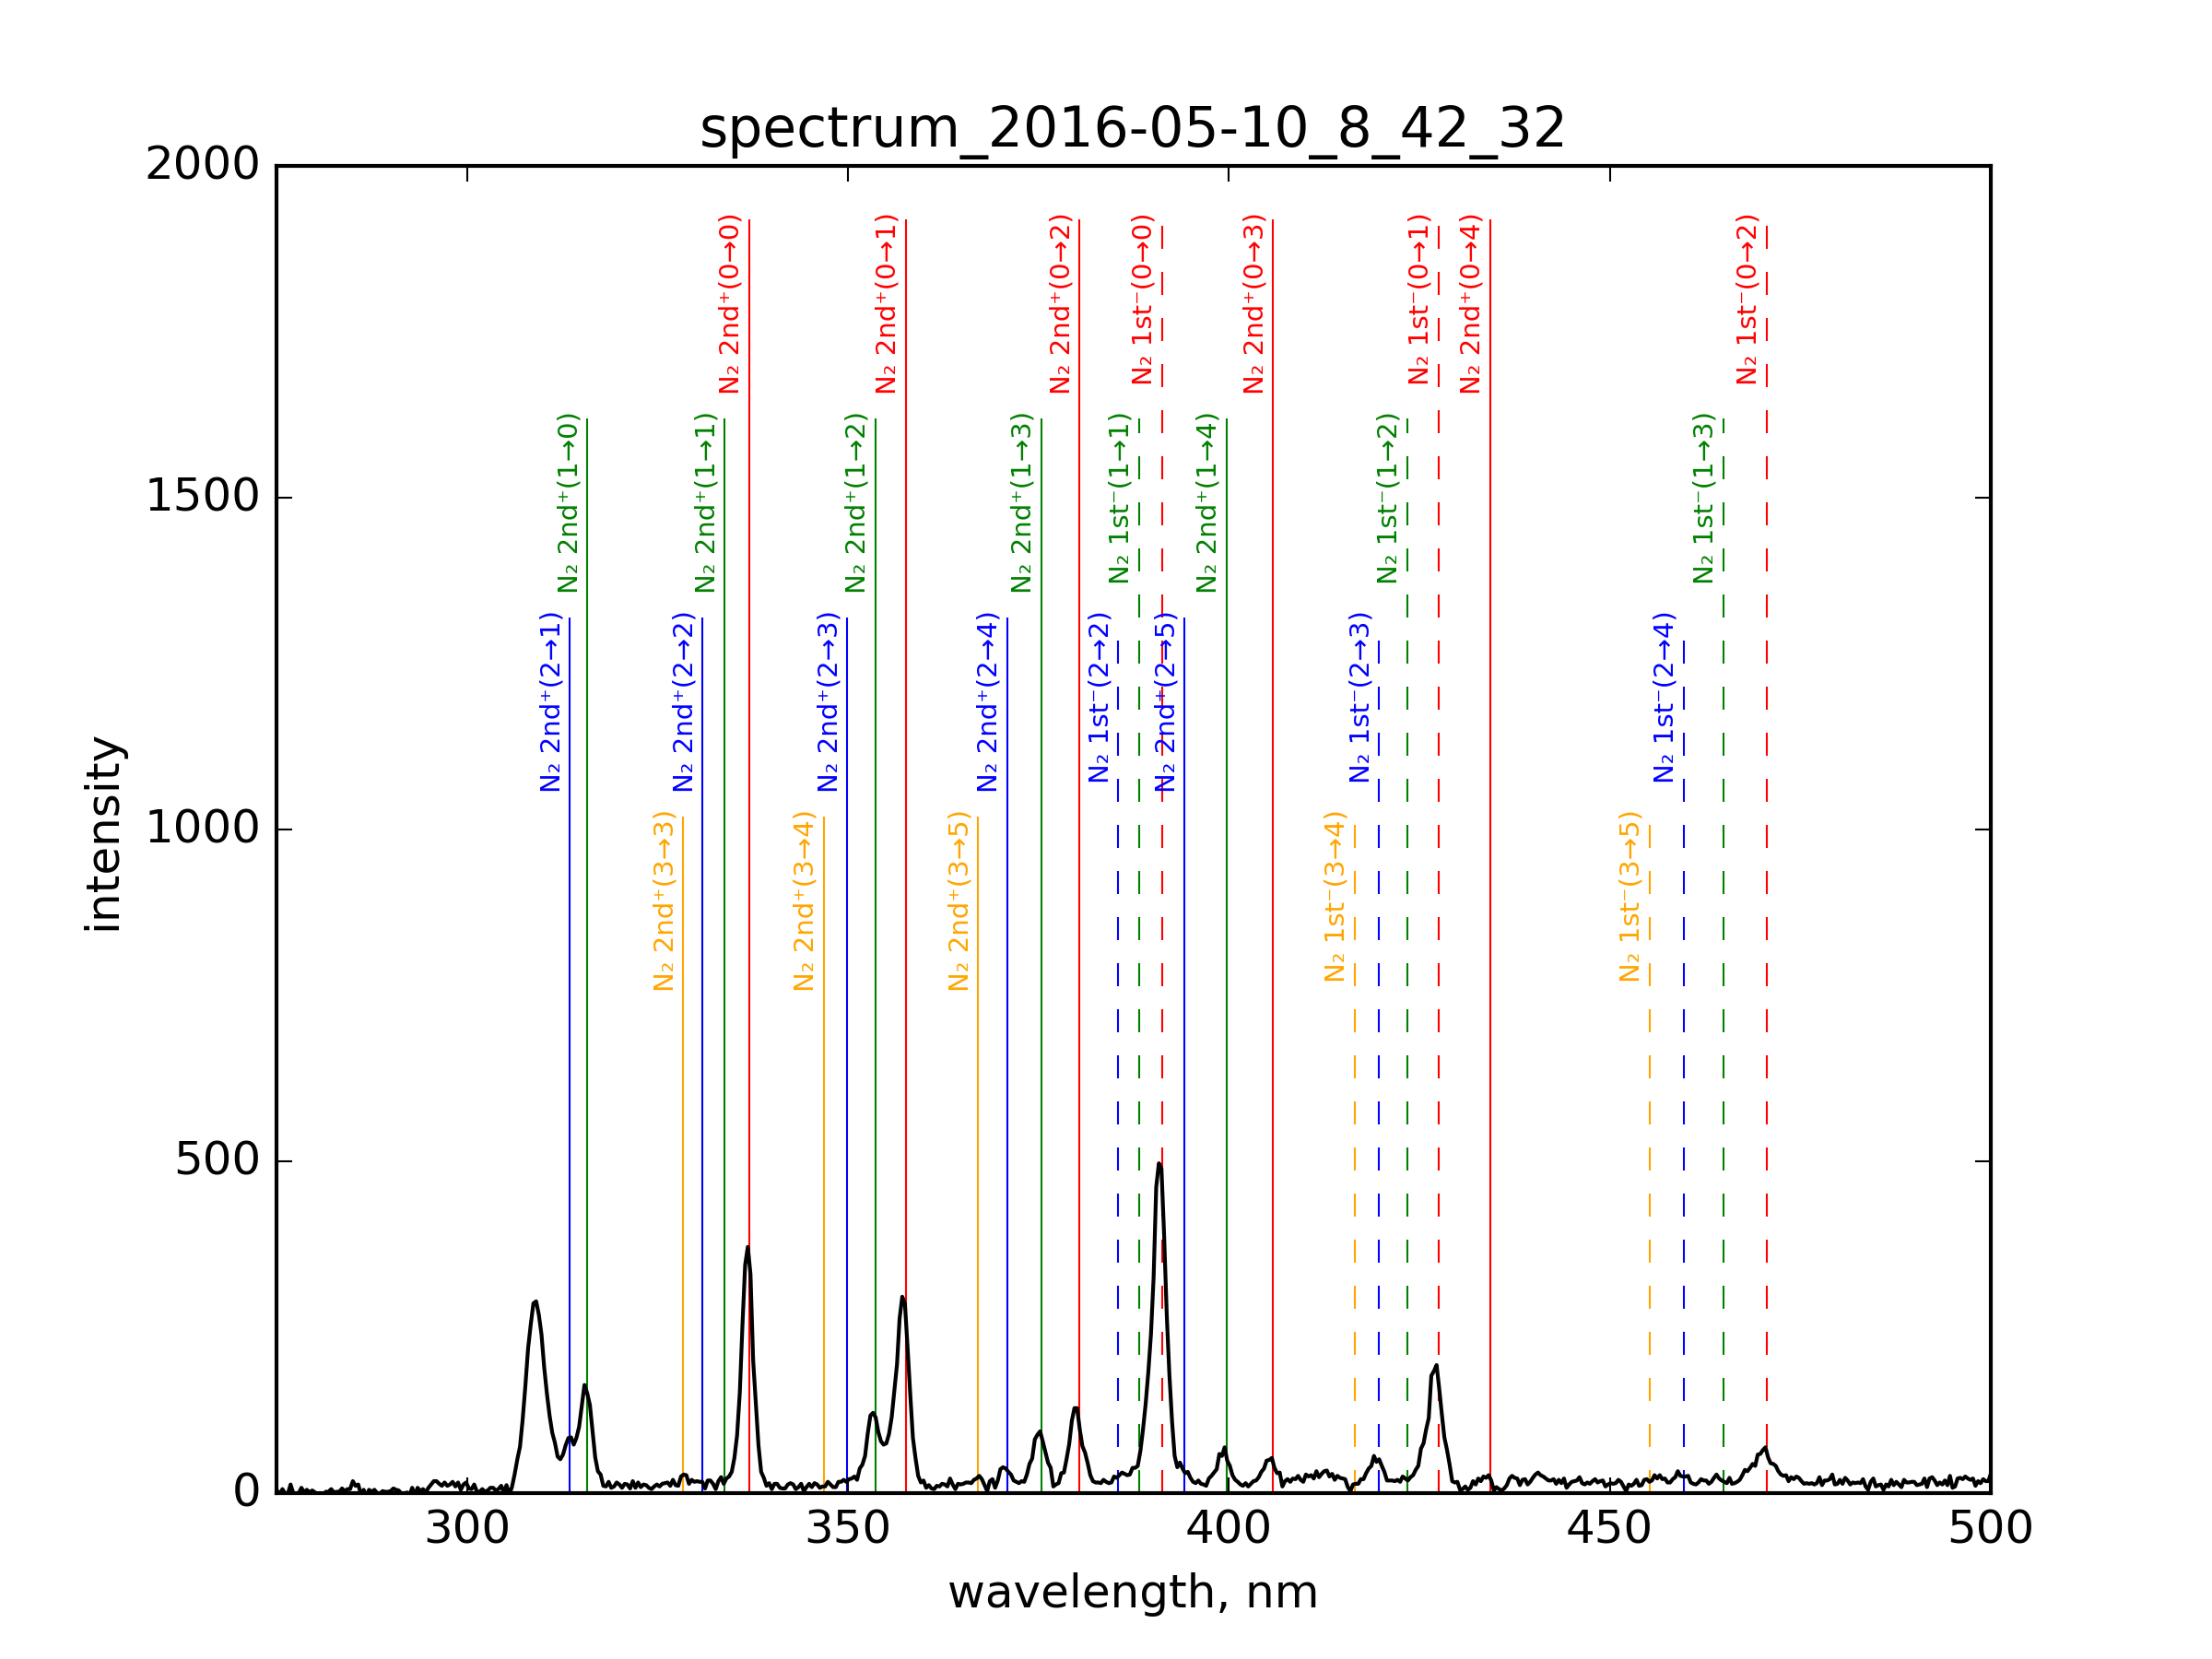 spectrum_2016-05-10_8_42_32
2000
1500
1000
500
0
intensity
N₂ 2nd⁺(0→0)
N₂ 2nd⁺(0→1)
N₂ 2nd⁺(0→2)
N₂ 1st⁻(0→0)
N₂ 2nd⁺(0→3)
N₂ 1st⁻(0→1)
N₂ 2nd⁺(0→4)
N₂ 1st⁻(0→2)
N₂ 2nd⁺(1→0)
N₂ 2nd⁺(1→1)
N₂ 2nd⁺(1→2)
N₂ 2nd⁺(1→3)
N₂ 1st⁻(1→1)
N₂ 2nd⁺(1→4)
N₂ 1st⁻(1→2)
N₂ 1st⁻(1→3)
N₂ 2nd⁺(2→1)
N₂ 2nd⁺(2→2)
N₂ 2nd⁺(2→3)
N₂ 2nd⁺(2→4)
N₂ 1st⁻(2→2)
N₂ 2nd⁺(2→5)
N₂ 1st⁻(2→3)
N₂ 1st⁻(2→4)
N₂ 2nd⁺(3→3)
N₂ 2nd⁺(3→4)
N₂ 2nd⁺(3→5)
N₂ 1st⁻(3→4)
N₂ 1st⁻(3→5)
300
350
400
450
500
wavelength, nm